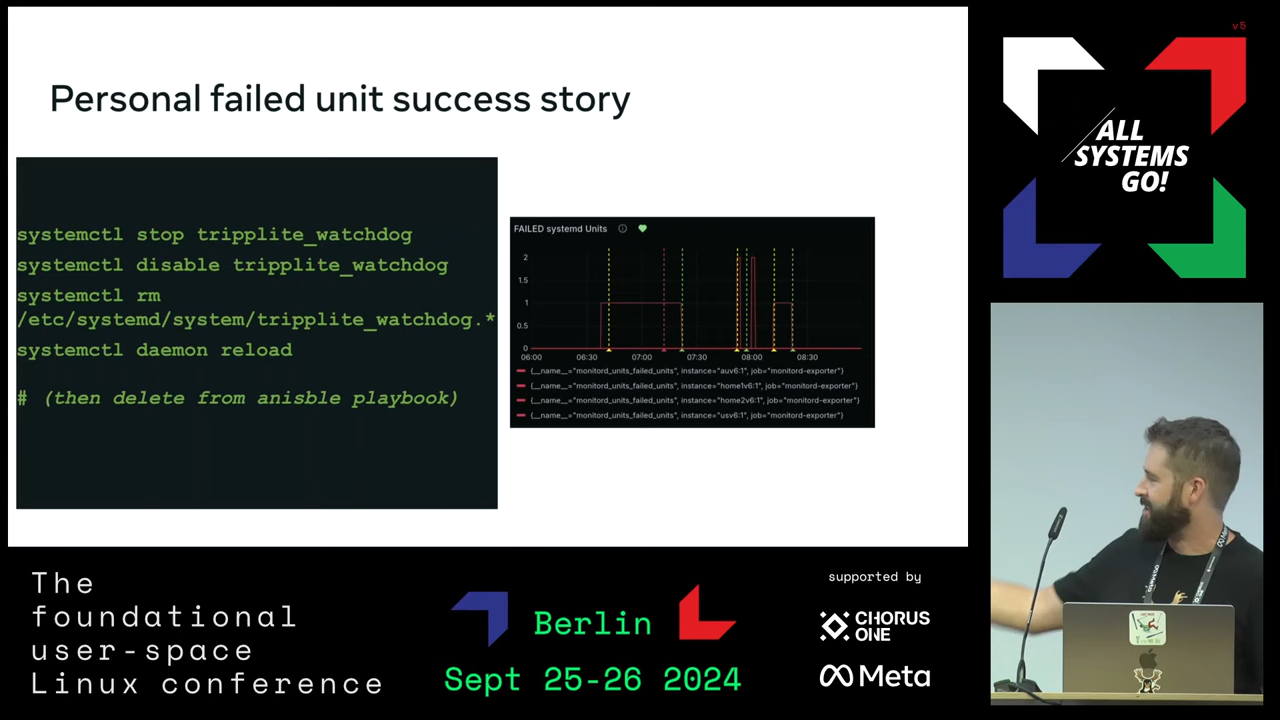 Personal failed unit success story
systemctl stop tripplite_watchdog
systemctl disable tripplite_watchdog
systemctl rm
/etc/systemd/system/tripplite_watchdog.*
systemctl daemon reload
# (then delete from anisble playbook)
FAILED systemd Units
2
1.5
1
0.5
0
06:00 06:30 07:00 07:30 08:00 08:30
{__name__="monitord_units_failed_units", instance="auv6:1", job="monitord-exporter"}
{__name__="monitord_units_failed_units", instance="home1v6:1", job="monitord-exporter"}
{__name__="monitord_units_failed_units", instance="home2v6:1", job="monitord-exporter"}
{__name__="monitord_units_failed_units", instance="usv6:1", job="monitord-exporter"}
v5
ALL
SYSTEMS
GO!
The
foundational
user-space
Linux conference
Berlin
Sept 25-26 2024
supported by
CHORUS
ONE
Meta